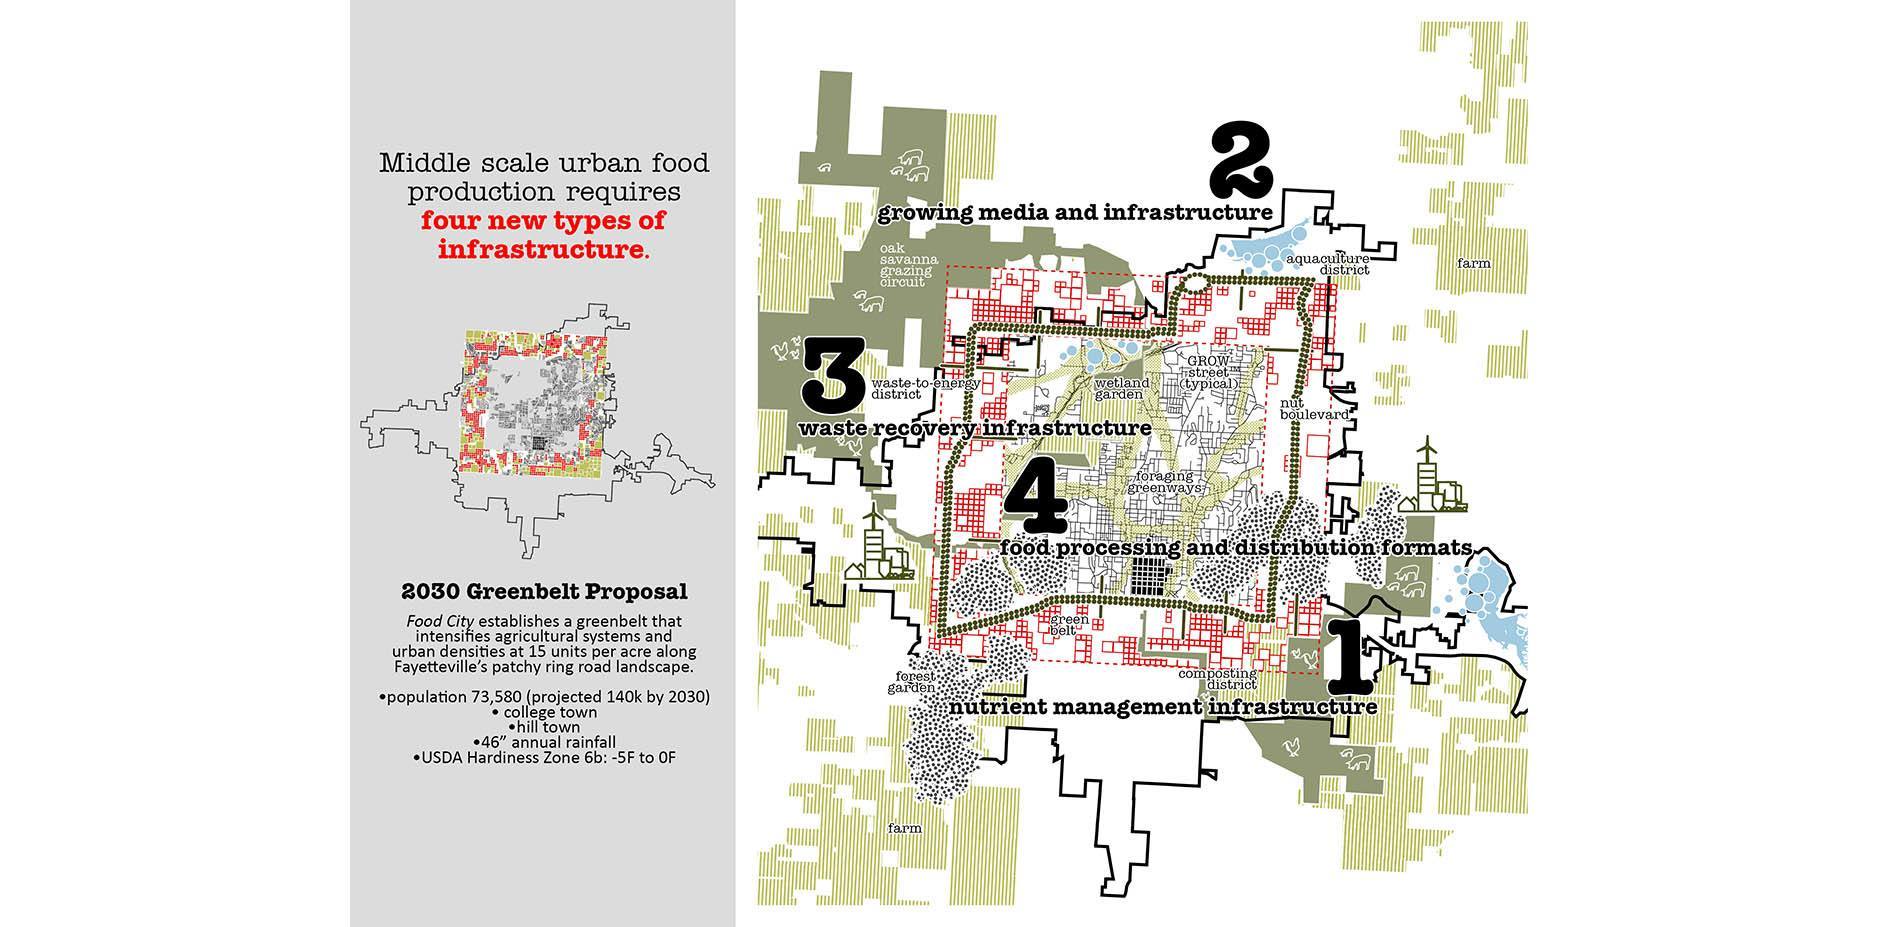 Middle scale urban food
production requires
four new types of
infrastructure.
2030 Greenbelt Proposal
Food City establishes a greenbelt that
intensifies agricultural systems and
urban densities at 15 units per acre along
Fayetteville's patchy ring road landscape.
•population 73,580 (projected 140k by 2030)
• college town
•hill town
•46” annual rainfall
•USDA Hardiness Zone 6b: -5F to 0F
2
growing media and infrastructure
oak
savanna
grazing
circuit
aquaculture
district
farm
3
waste-to-energy
district
wetland
garden
GROW
street
(typical)
nut
boulevard
waste recovery infrastructure
4
foraging
greenways
food processing and distribution formats
green
belt
1
forest
garden
composting
district
nutrient management infrastructure
farm